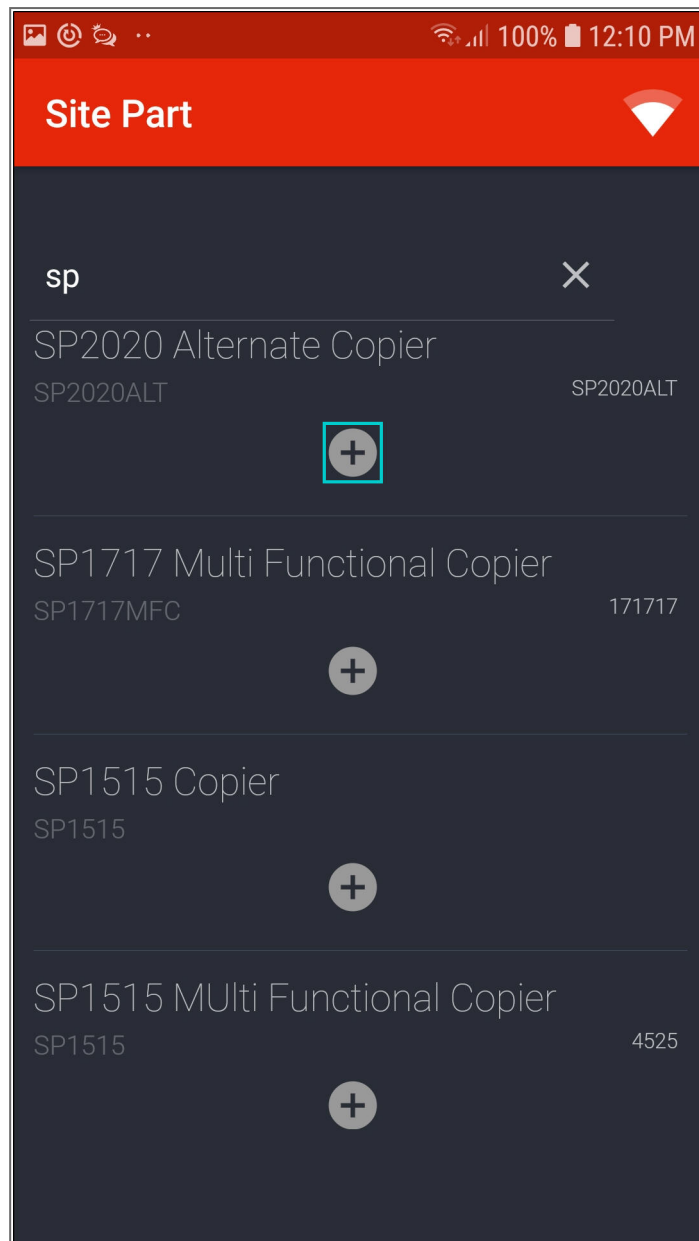 100% 12:10 PM
Site Part
sp
SP2020 Alternate Copier
SP2020ALT SP2020ALT
SP1717 Multi Functional Copier
SP1717MFC 171717
SP1515 Copier
SP1515
SP1515 MUlti Functional Copier
SP1515 4525